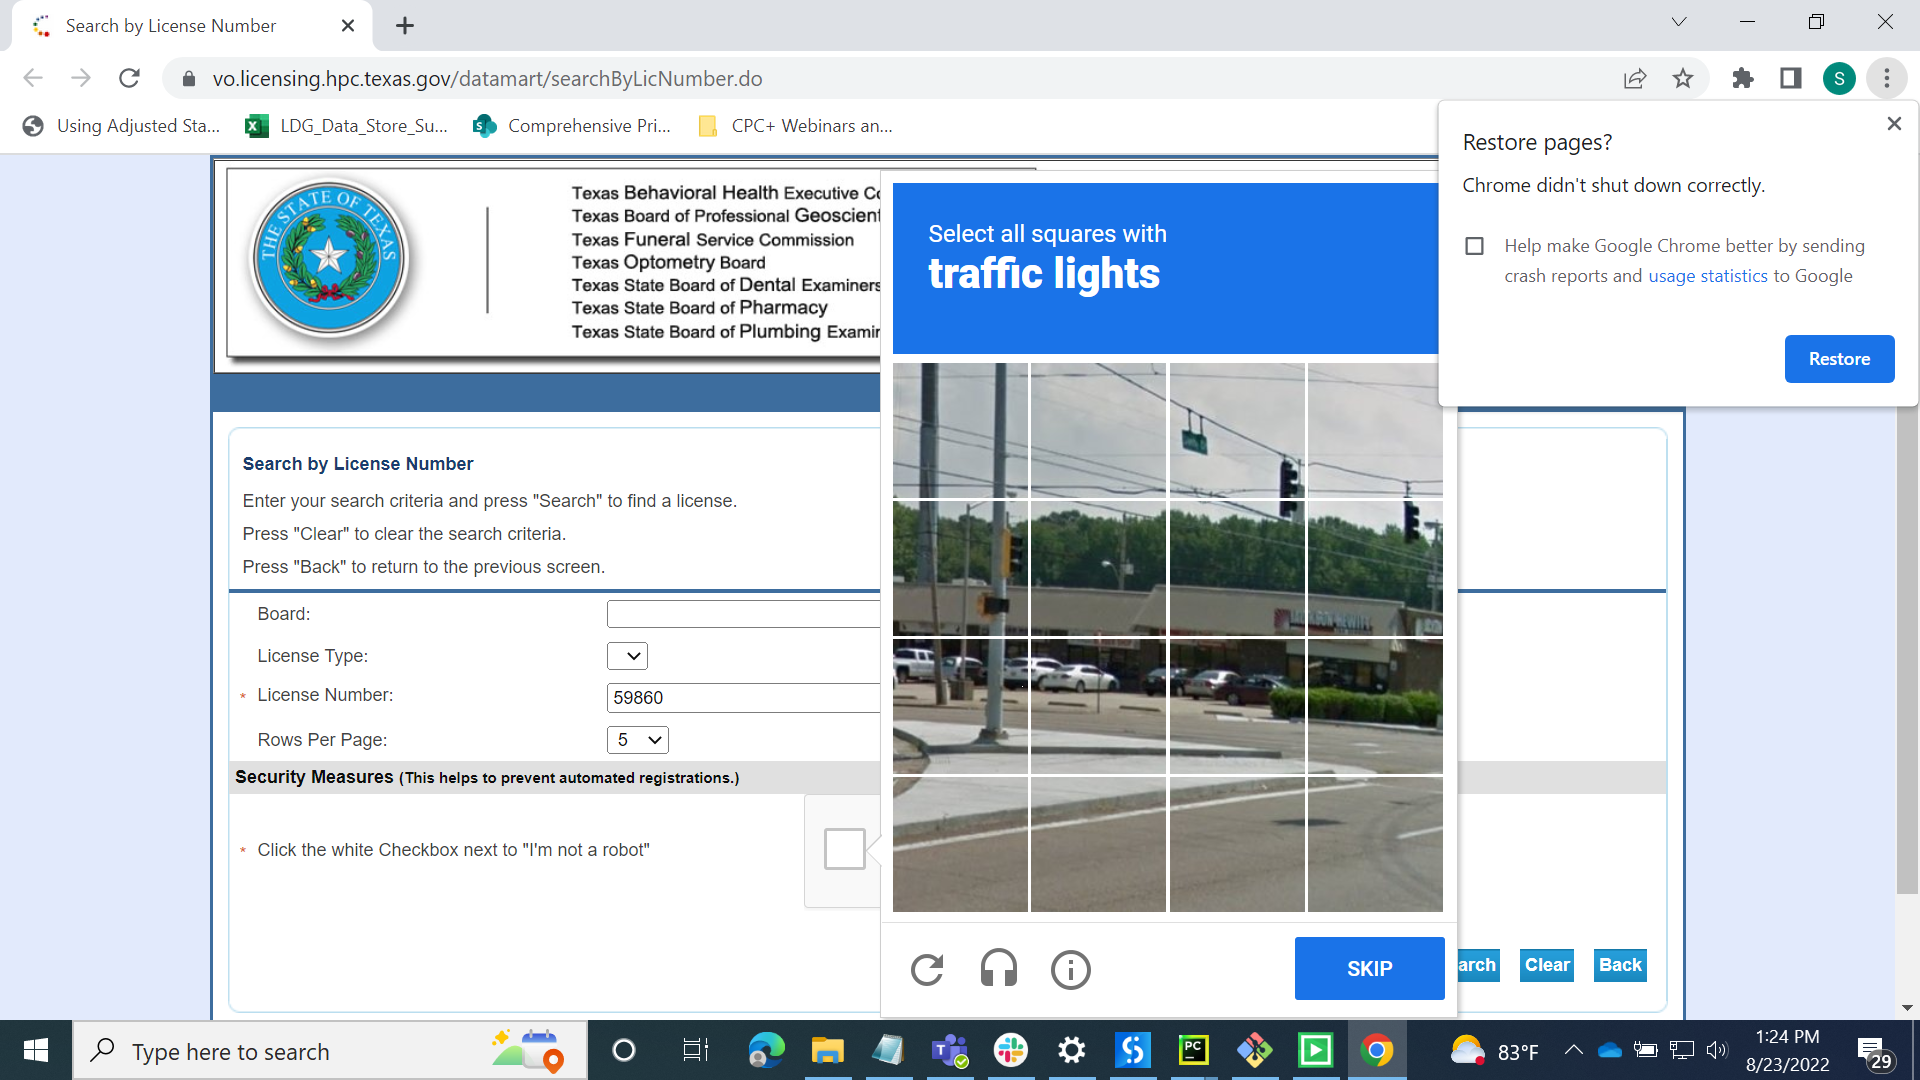 Search by License Number
vo.licensing.hpc.texas.gov/datamart/searchByLicNumber.do
S
Using Adjusted Sta...
LDG_Data_Store_Su...
Comprehensive Pri...
CPC+ Webinars an...
Restore pages?
Chrome didn't shut down correctly.
Help make Google Chrome better by sending
crash reports and usage statistics to Google
Restore
THE STATE OF TEXAS
Texas Behavioral Health Executive Co
Texas Board of Professional Geoscient
Texas Funeral Service Commission
Texas Optometry Board
Texas State Board of Dental Examiners
Texas State Board of Pharmacy
Texas State Board of Plumbing Examin
Select all squares with
traffic lights
Search by License Number
Enter your search criteria and press "Search" to find a license.
Press "Clear" to clear the search criteria.
Press "Back" to return to the previous screen.
Board:
License Type:
* License Number:
59860
Rows Per Page:
5
Security Measures (This helps to prevent automated registrations.)
* Click the white Checkbox next to "I'm not a robot"
SKIP
arch
Clear
Back
Type here to search
PC
83°F
1:24 PM
8/23/2022
29